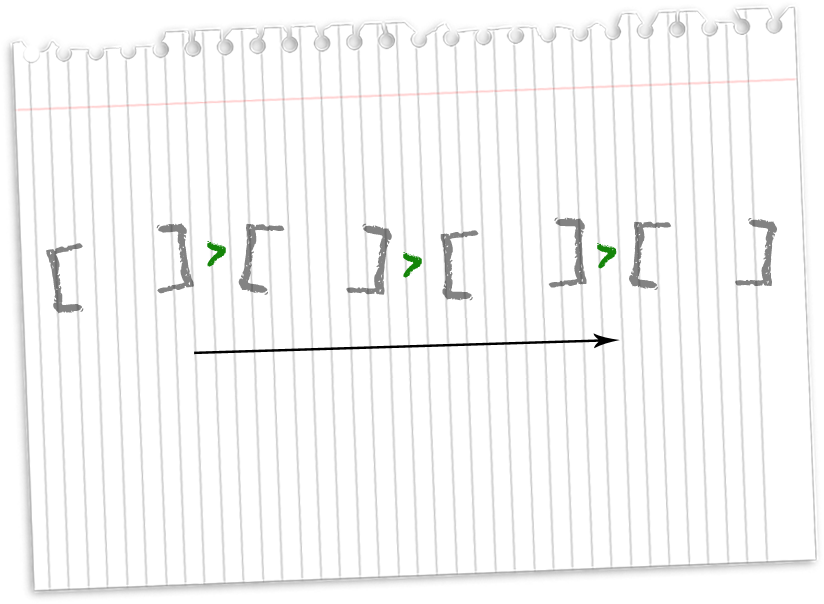 [ ] > [ ] > [ ] > [ ]